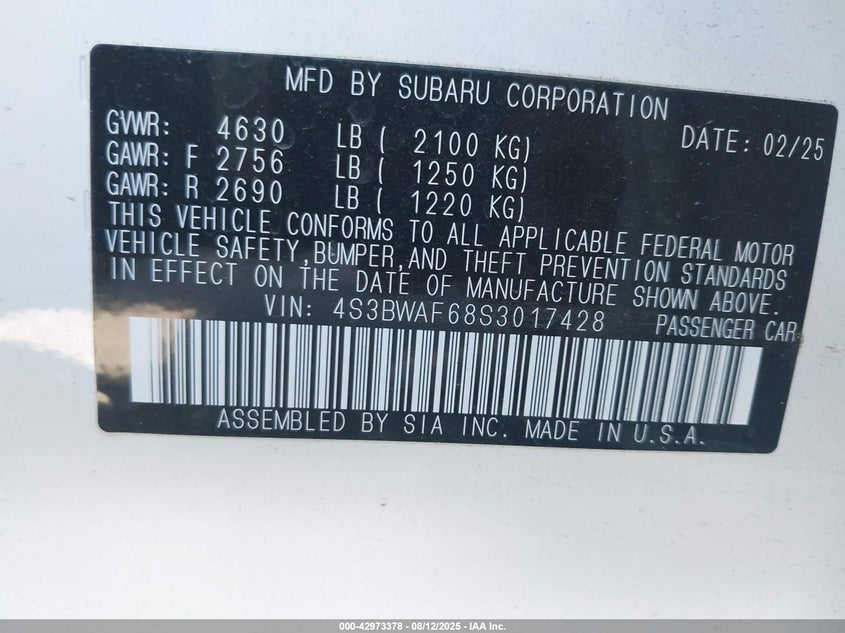 MFD BY SUBARU CORPORATION
GVWR: 4630 LB ( 2100 KG) DATE: 02/25
GAWR: F 2756 LB ( 1250 KG)
GAWR: R 2690 LB ( 1220 KG)
THIS VEHICLE CONFORMS TO ALL APPLICABLE FEDERAL MOTOR
VEHICLE SAFETY,BUMPER,AND THEFT PREVENTION STANDARDS
IN EFFECT ON THE DATE OF MANUFACTURE SHOWN ABOVE.
VIN: 4S3BWAF68S3017428 PASSENGER CAR
ASSEMBLED BY SIA INC. MADE IN U.S.A.
000-42973378 - 08/12/2025 - IAA Inc.